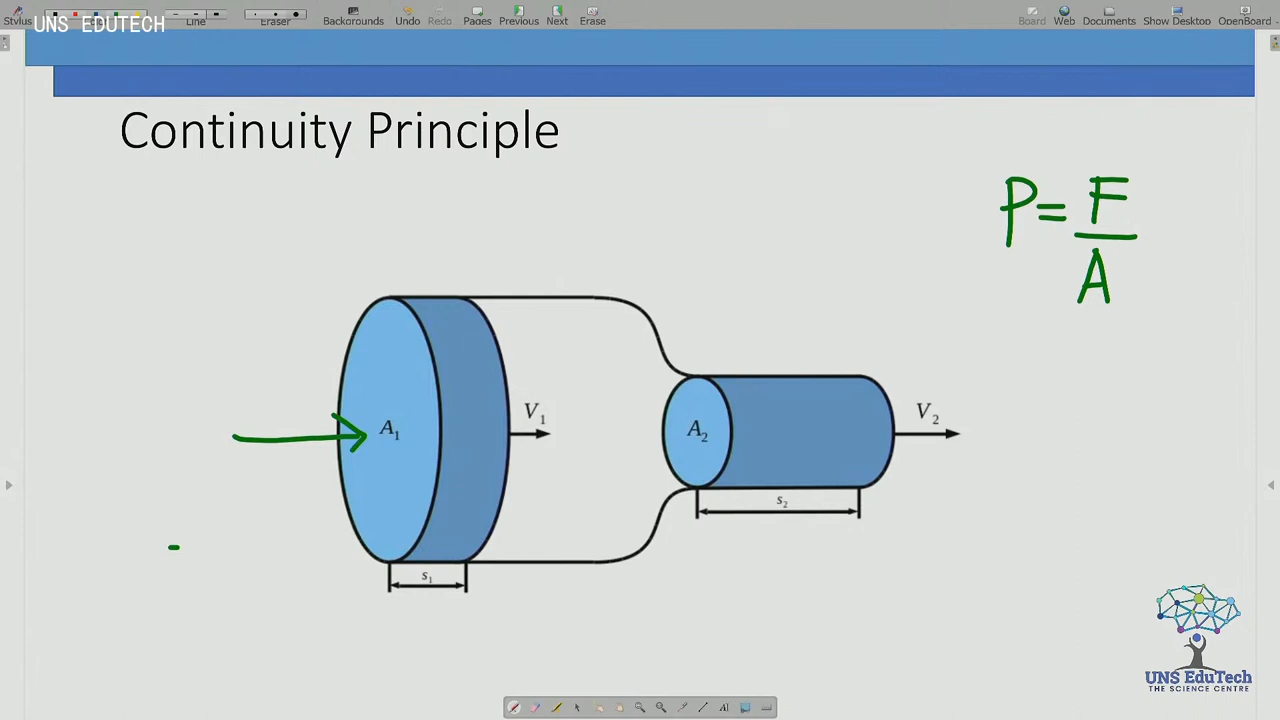 Stylus Line Eraser Backgrounds Undo Redo Pages Previous Next Erase Board Web Documents Show Desktop OpenBoard
UNS EDUTECH
Continuity Principle
P = F
A
A1 V1 A2 V2
s2
s1
UNS EduTech
THE SCIENCE CENTRE